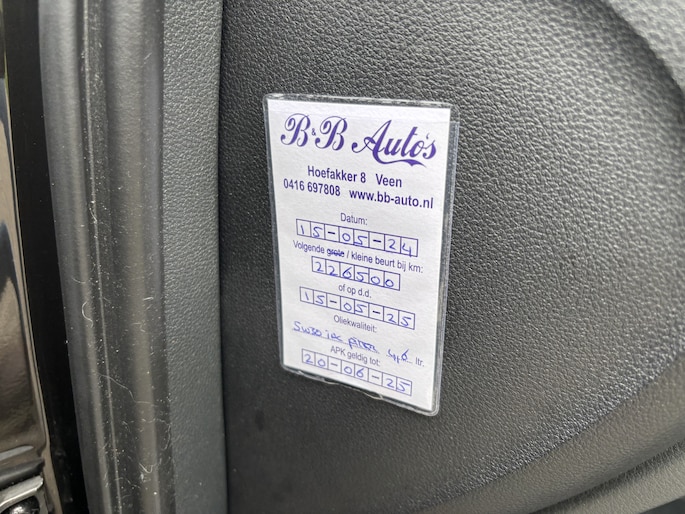 B&B Auto's
Hoefakker 8 Veen
0416 697808 www.bb-auto.nl
Datum:
15-05-24
Volgende grote / kleine beurt bij km:
226500
of op d.d.
15-05-25
Oliekwaliteit:
5W30 ltr.
APK geldig tot:
20-06-25